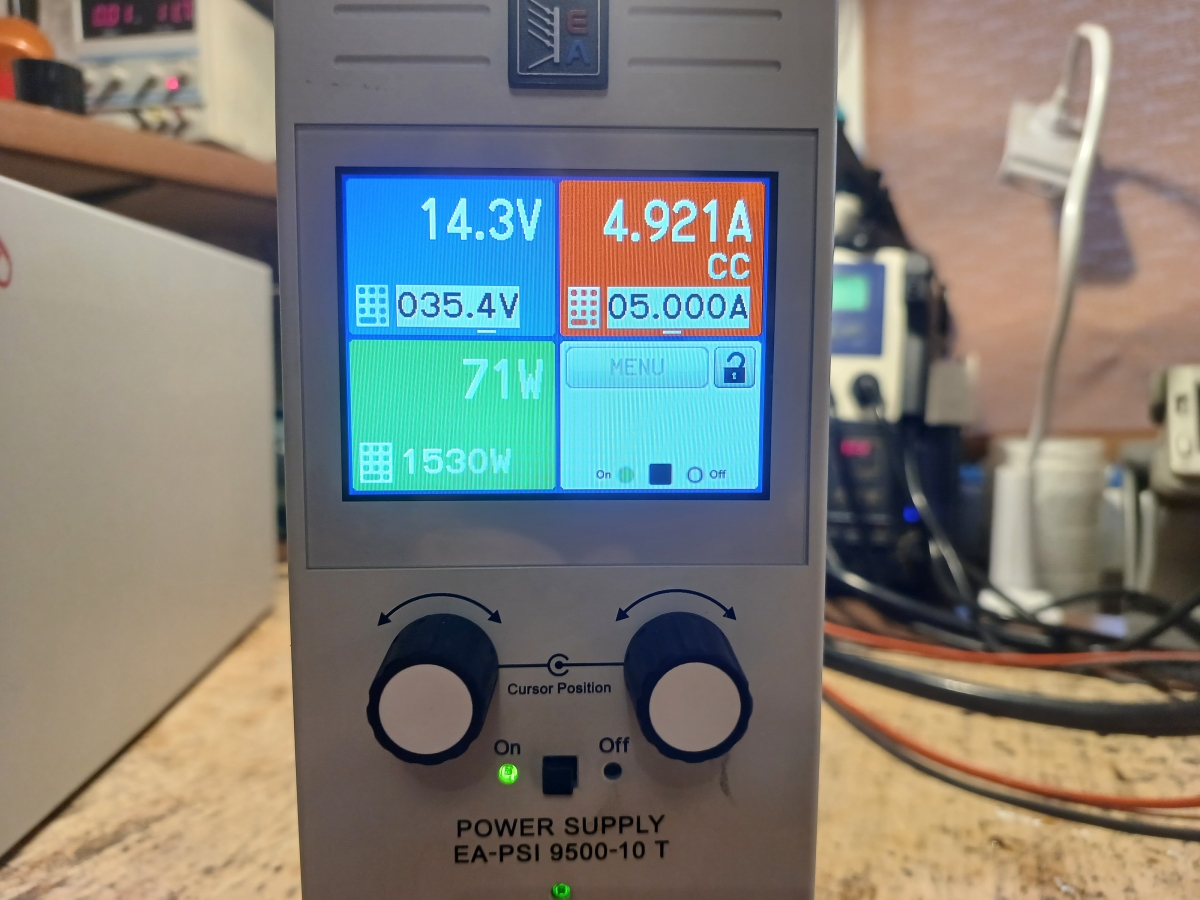 EA
14.3V
4.921A
CC
035.4V
05.000A
71W
MENU
1530W
On
Off
Cursor Position
On
Off
POWER SUPPLY
EA-PSI 9500-10 T